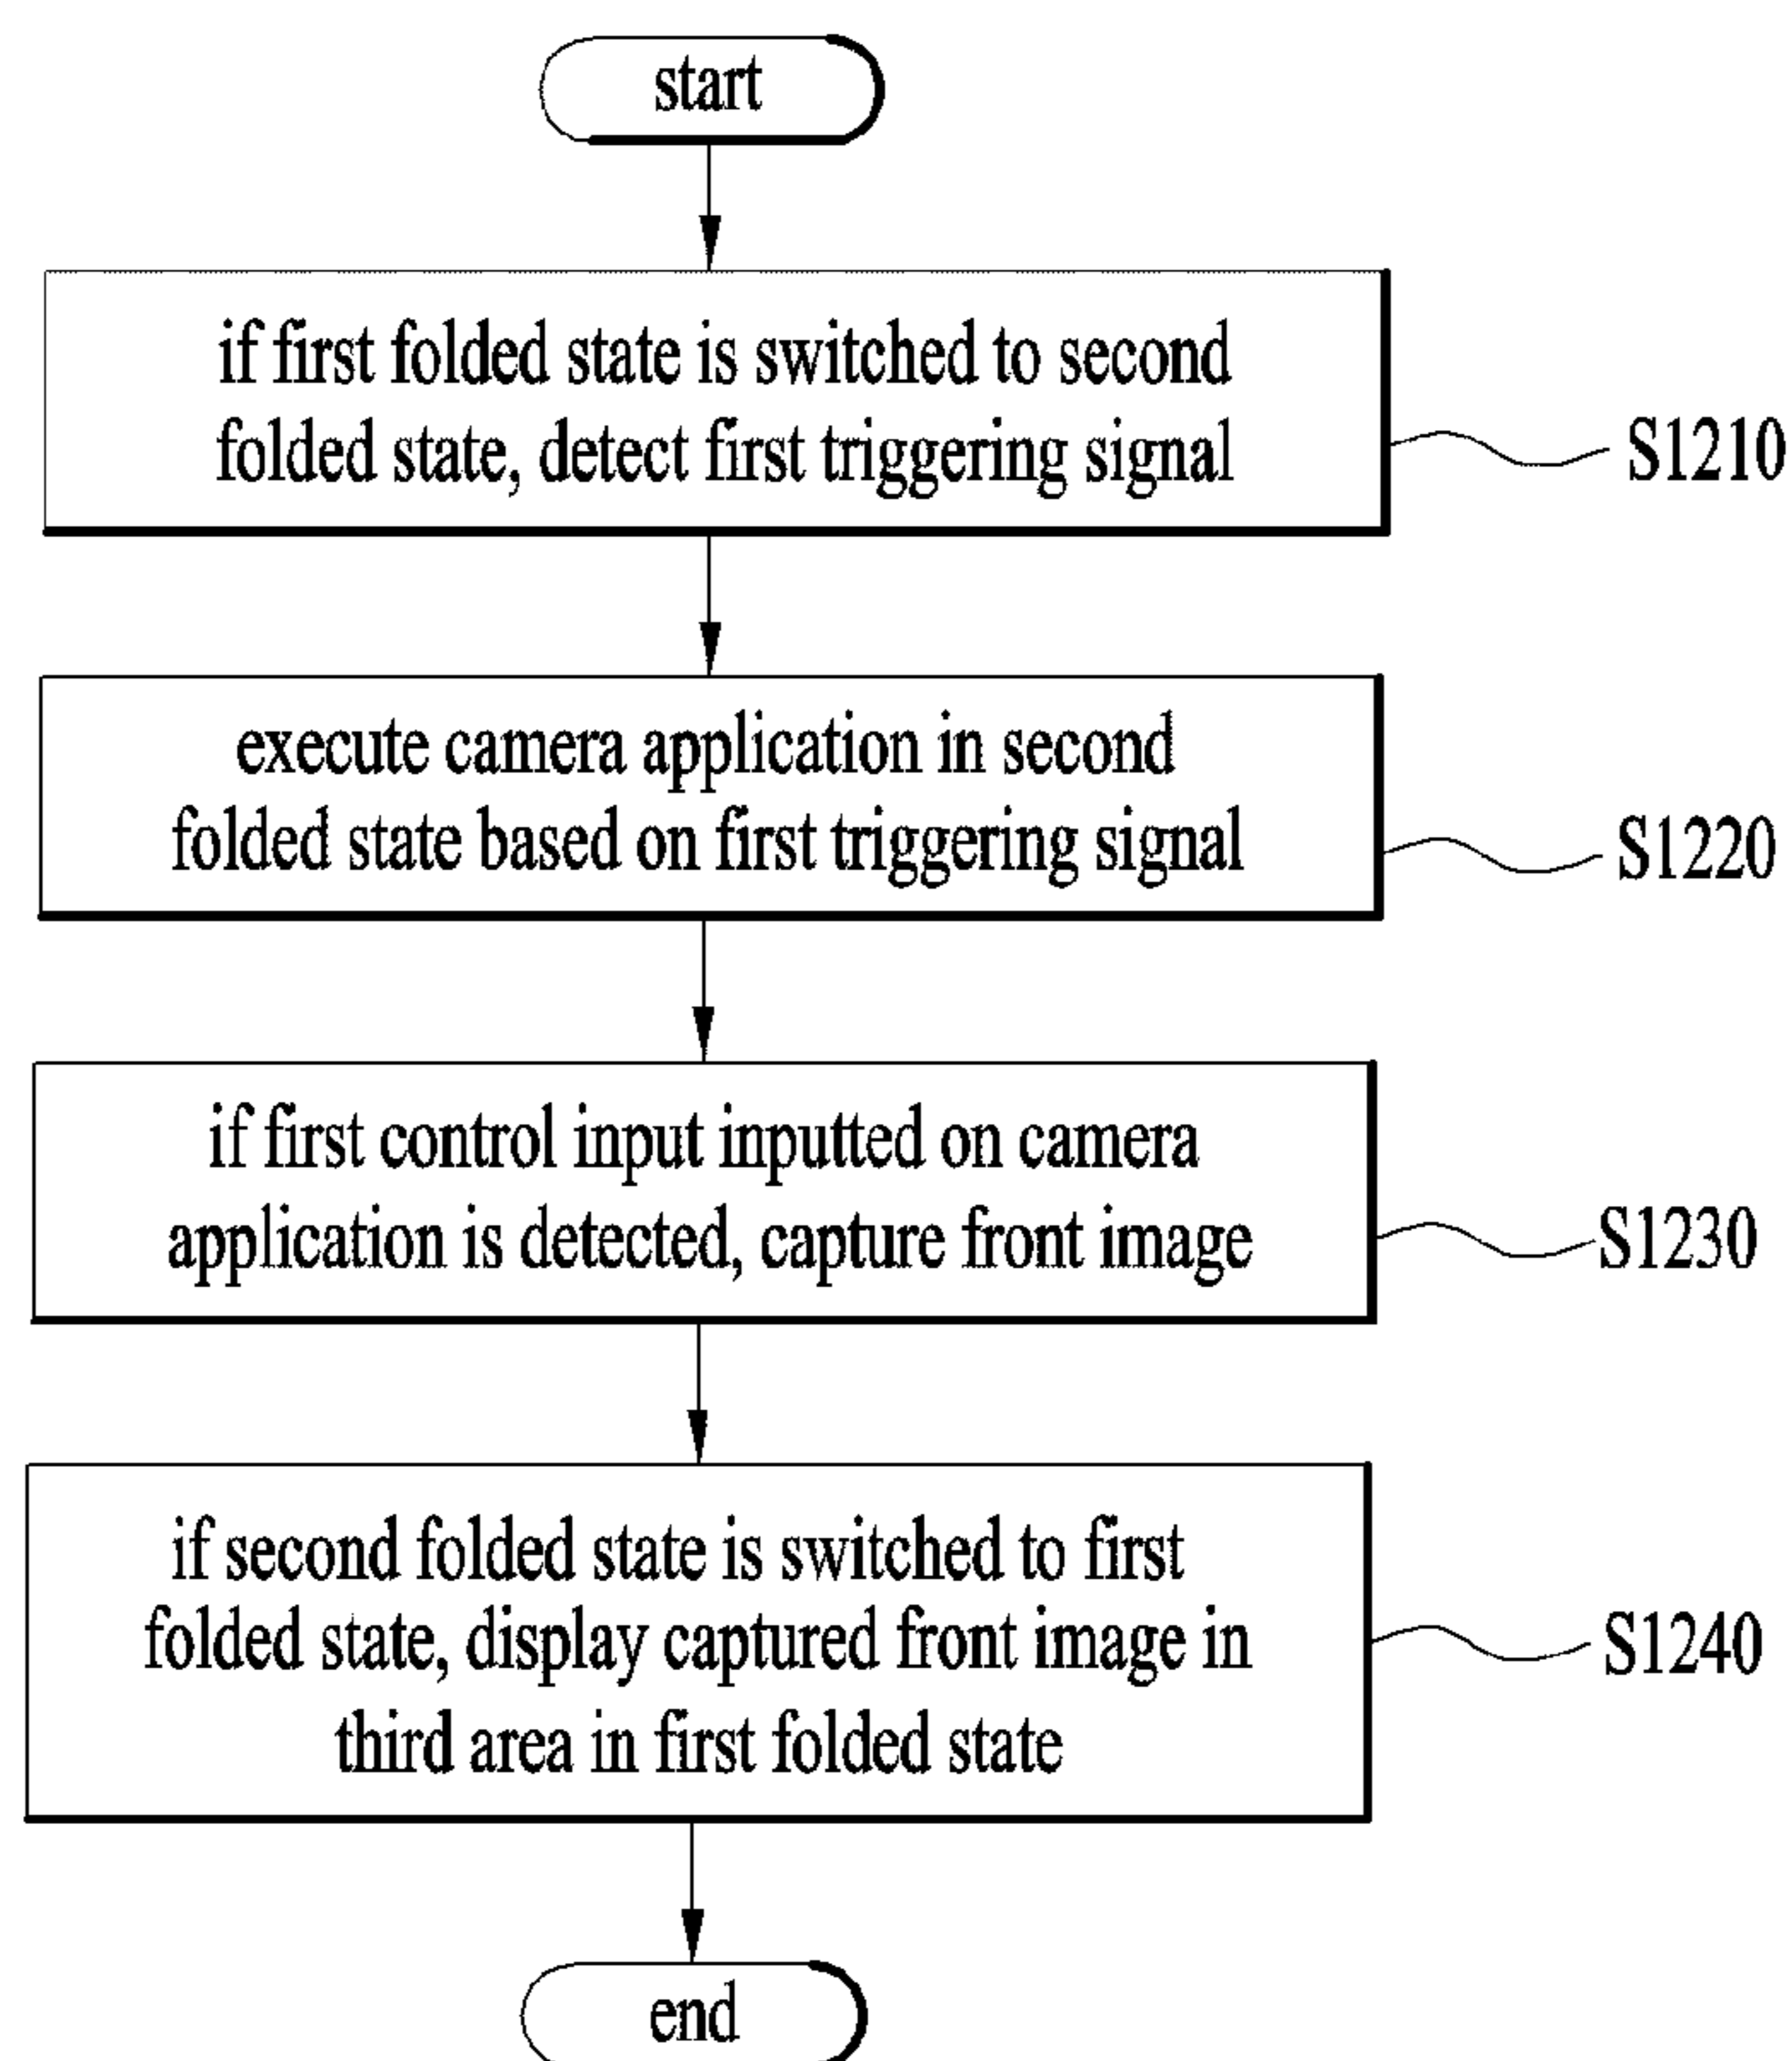 start
if first folded state is switched to second
folded state, detect first triggering signal
S1210
execute camera application in second
folded state based on first triggering signal
S1220
if first control input inputted on camera
application is detected, capture front image
S1230
if second folded state is switched to first
folded state, display captured front image in
third area in first folded state
S1240
end